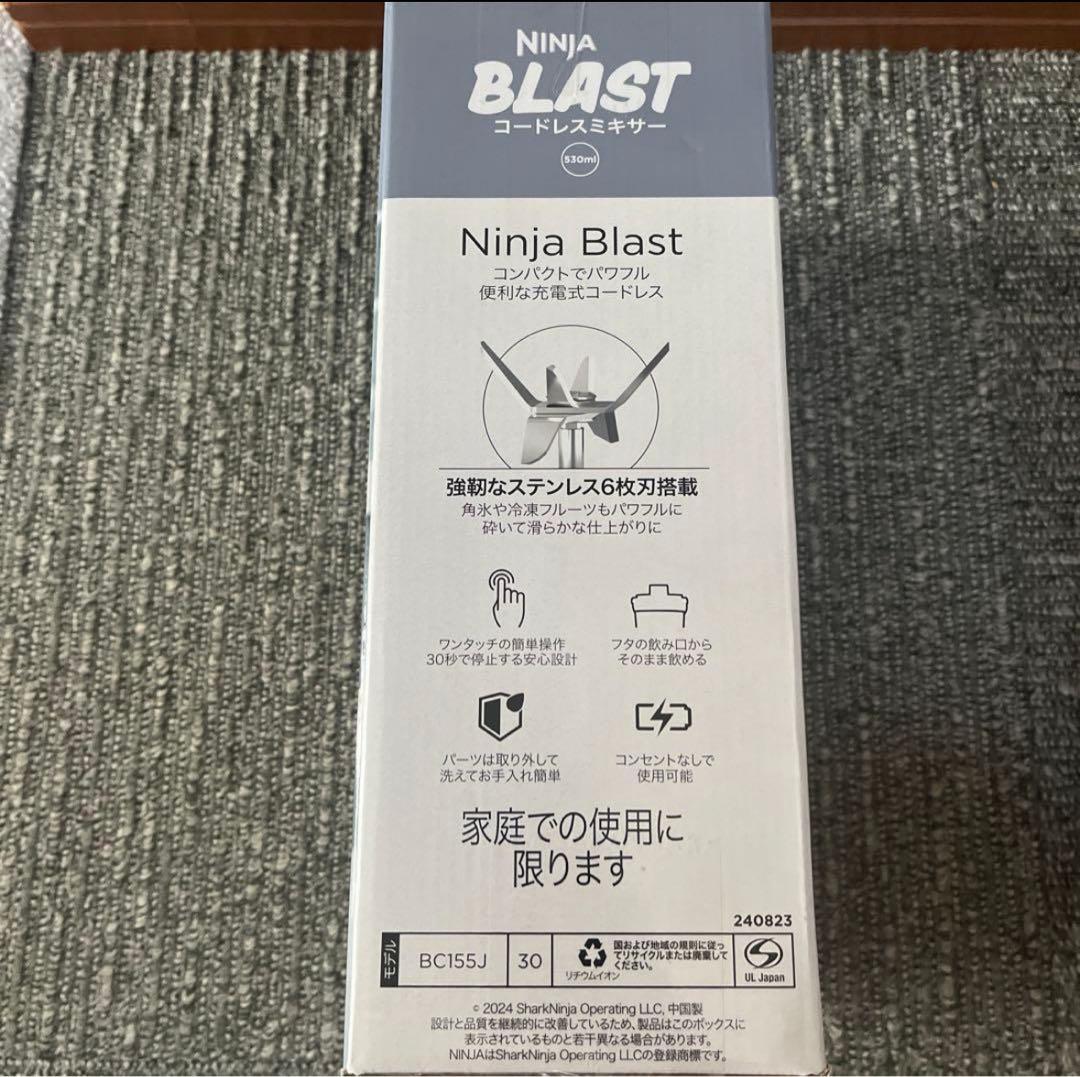 NINJA
BLAST
コードレスミキサー
530ml
Ninja Blast
コンパクトでパワフル
便利な充電式コードレス
強靭なステンレス6枚刃搭載
角氷や冷凍フルーツもパワフルに
砕いて滑らかな仕上がりに
ワンタッチの簡単操作
30秒で停止する安心設計
フタの飲み口から
そのまま飲める
パーツは取り外して
洗えてお手入れ簡単
コンセントなしで
使用可能
家庭での使用に
限ります
240823
モデル
BC155J
30
リチウムイオン
国および地域の規則に従っ
てリサイクルまたは廃棄して
ください。
UL Japan
© 2024 SharkNinja Operating LLC, 中国製
設計と品質を継続的に改善しているため、製品はこのボックスに
表示されているものと若干異なる場合があります。
NINJAはSharkNinja Operating LLCの登録商標です。